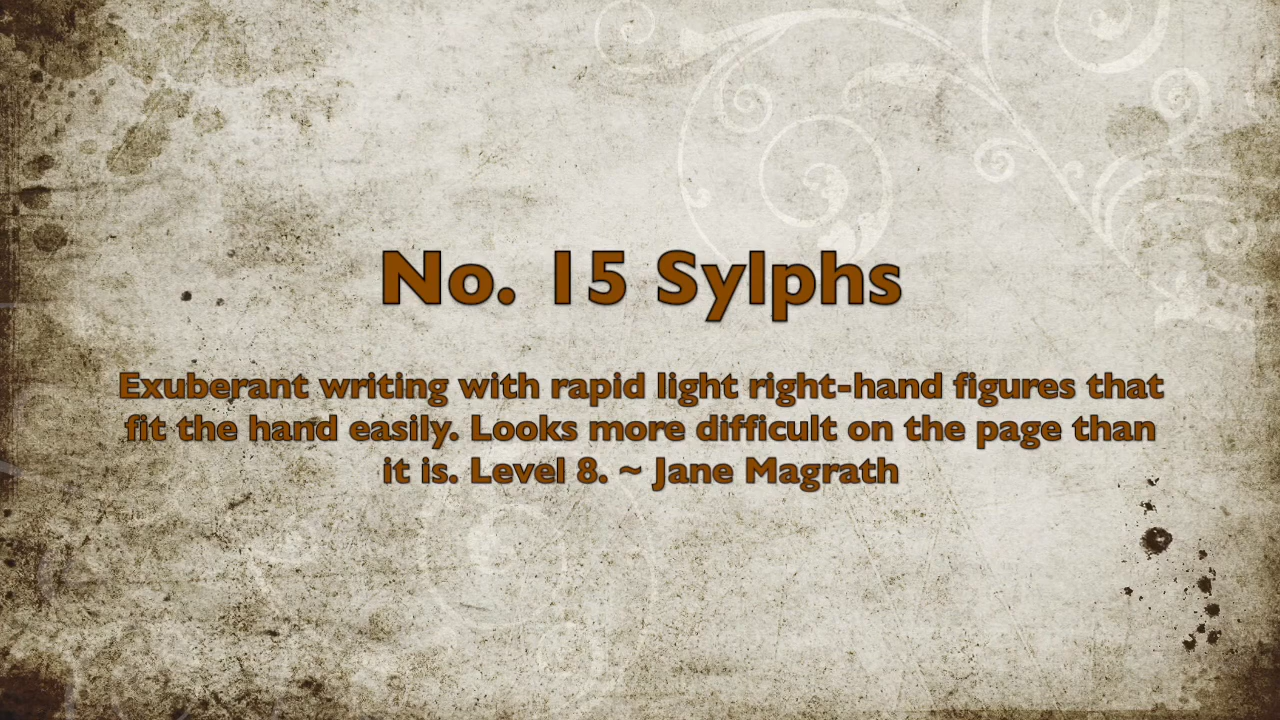 No. 15 Sylphs
Exuberant writing with rapid light right-hand figures that
fit the hand easily. Looks more difficult on the page than
it is. Level 8. ~ Jane Magrath